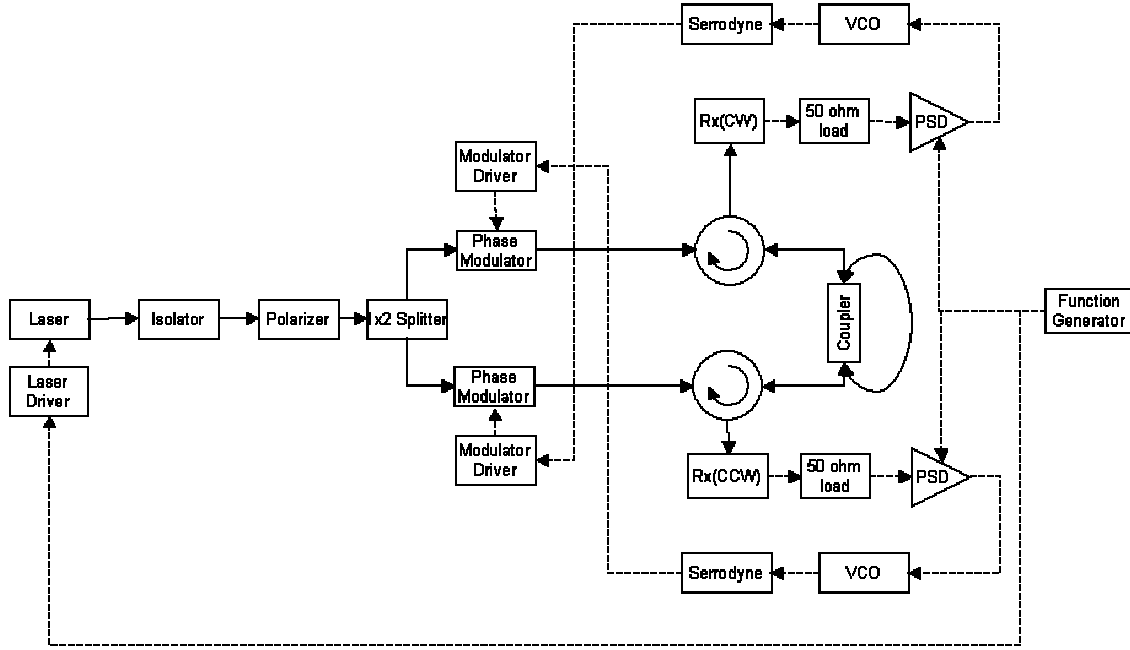 Serrodyne
VCO
Rx(CW)
50 ohm
load
PSD
Modulator
Driver
Phase
Modulator
Laser
Isolator
Polarizer
1x2 Splitter
Coupler
Function
Generator
Laser
Driver
Phase
Modulator
Modulator
Driver
Rx(CCW)
50 ohm
load
PSD
Serrodyne
VCO